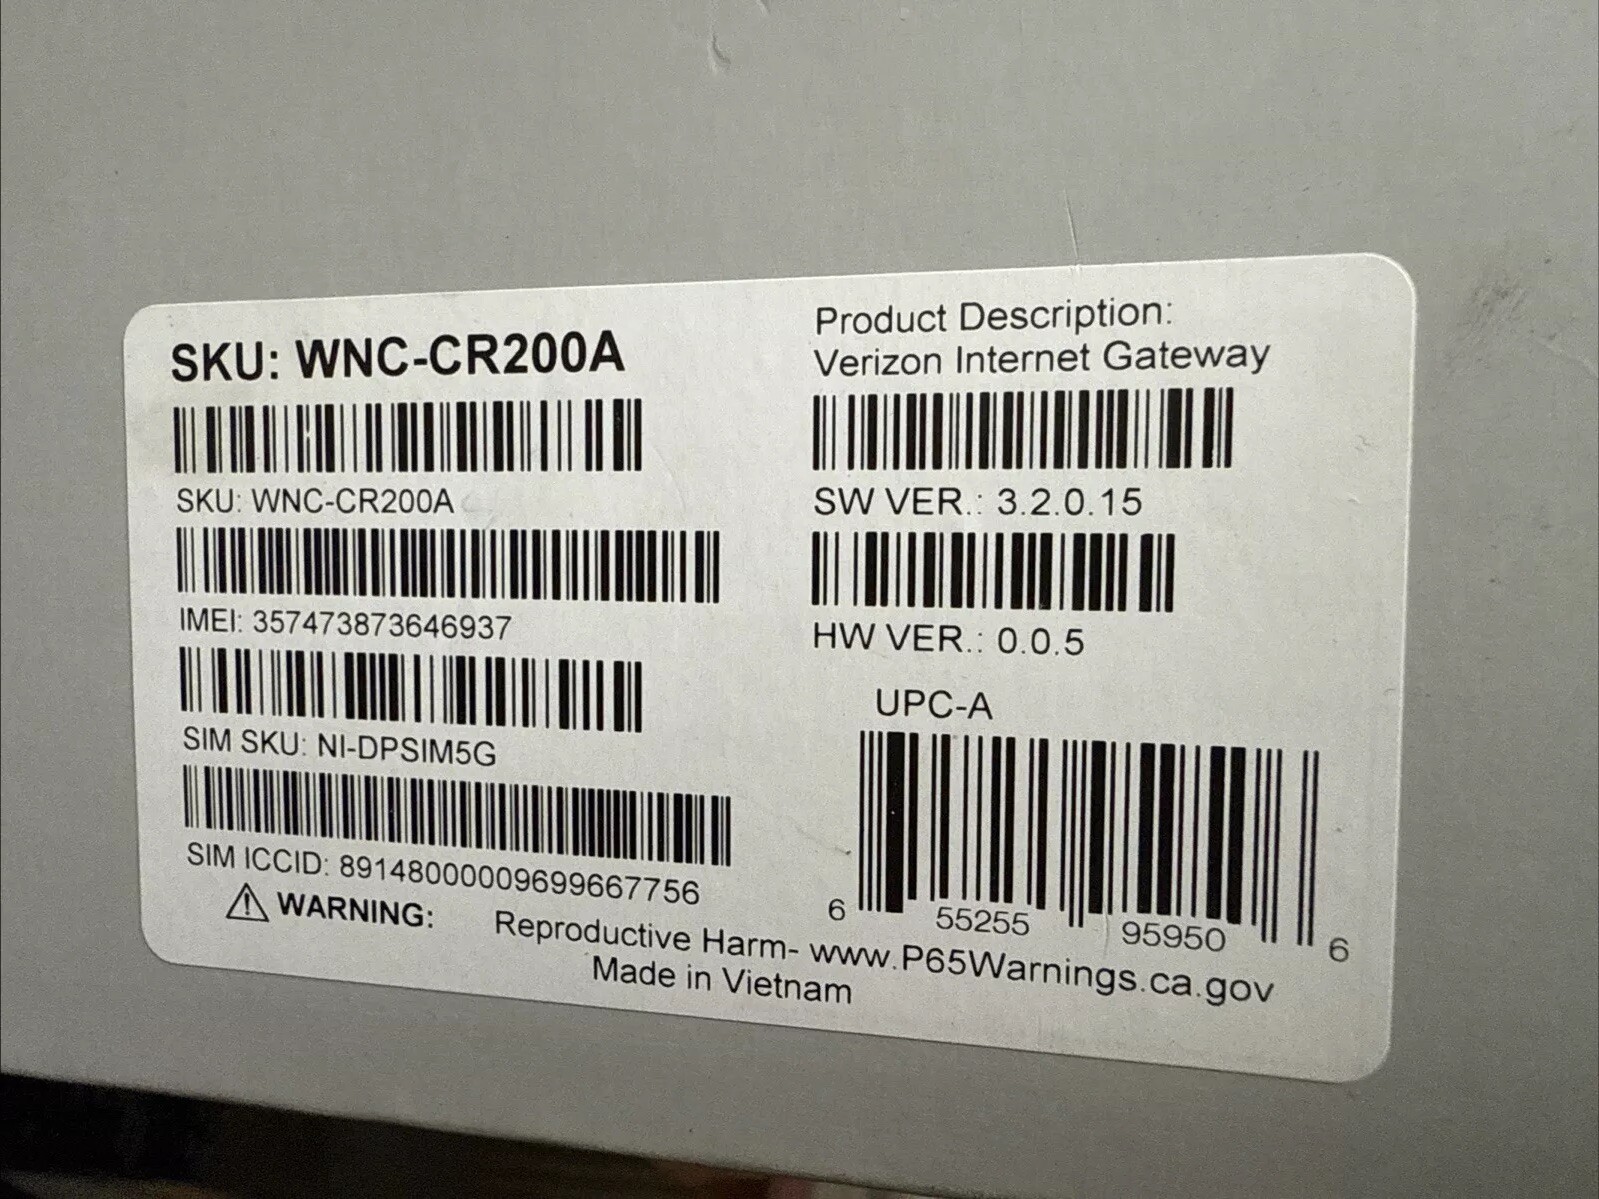 SKU: WNC-CR200A
SKU: WNC-CR200A
IMEI: 357473873646937
SIM SKU: NI-DPSIM5G
SIM ICCID: 89148000009699667756
Product Description:
Verizon Internet Gateway
SW VER.: 3.2.0.15
HW VER.: 0.0.5
UPC-A
6 55255 95950 6
WARNING: Reproductive Harm- www.P65Warnings.ca.gov
Made in Vietnam